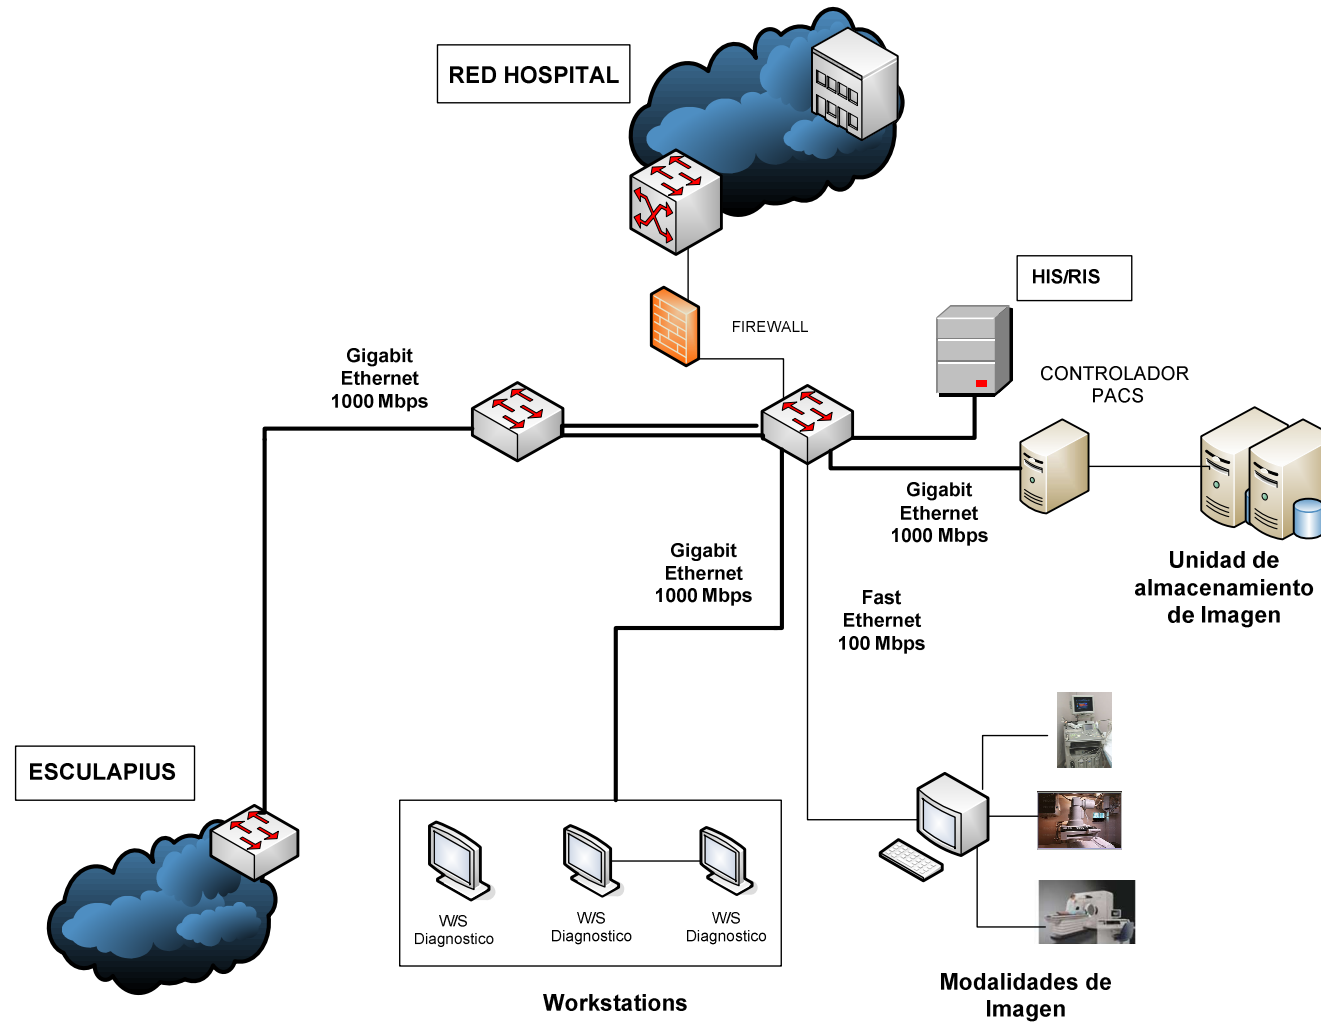 RED HOSPITAL
HIS/RIS
FIREWALL
Gigabit
Ethernet
1000 Mbps
CONTROLADOR
PACS
Gigabit
Ethernet
1000 Mbps
Unidad de
almacenamiento
de Imagen
Gigabit
Ethernet
1000 Mbps
Fast
Ethernet
100 Mbps
ESCULAPIUS
W/S
Diagnostico
W/S
Diagnostico
W/S
Diagnostico
Workstations
Modalidades de
Imagen